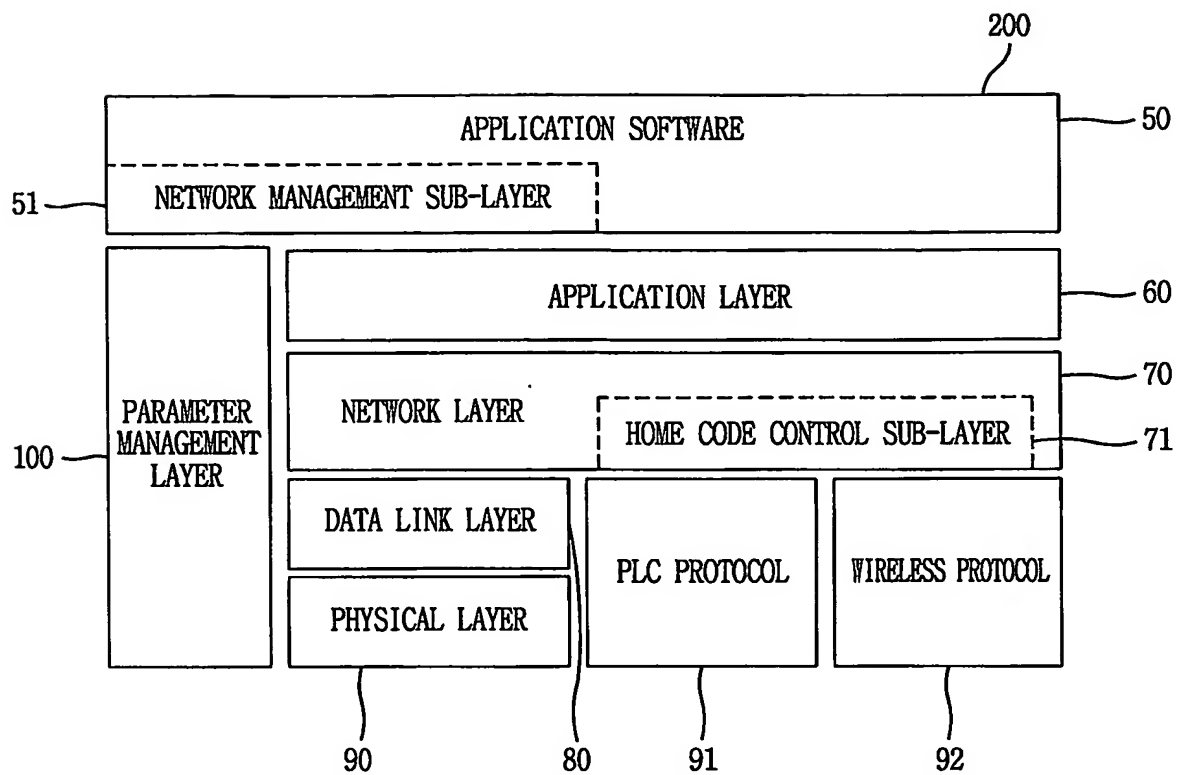 200
APPLICATION SOFTWARE
50
NETWORK MANAGEMENT SUB-LAYER
51
APPLICATION LAYER
60
NETWORK LAYER
70
HOME CODE CONTROL SUB-LAYER
71
PARAMETER
MANAGEMENT
LAYER
100
DATA LINK LAYER
PLC PROTOCOL
WIRELESS PROTOCOL
PHYSICAL LAYER
90
80
91
92